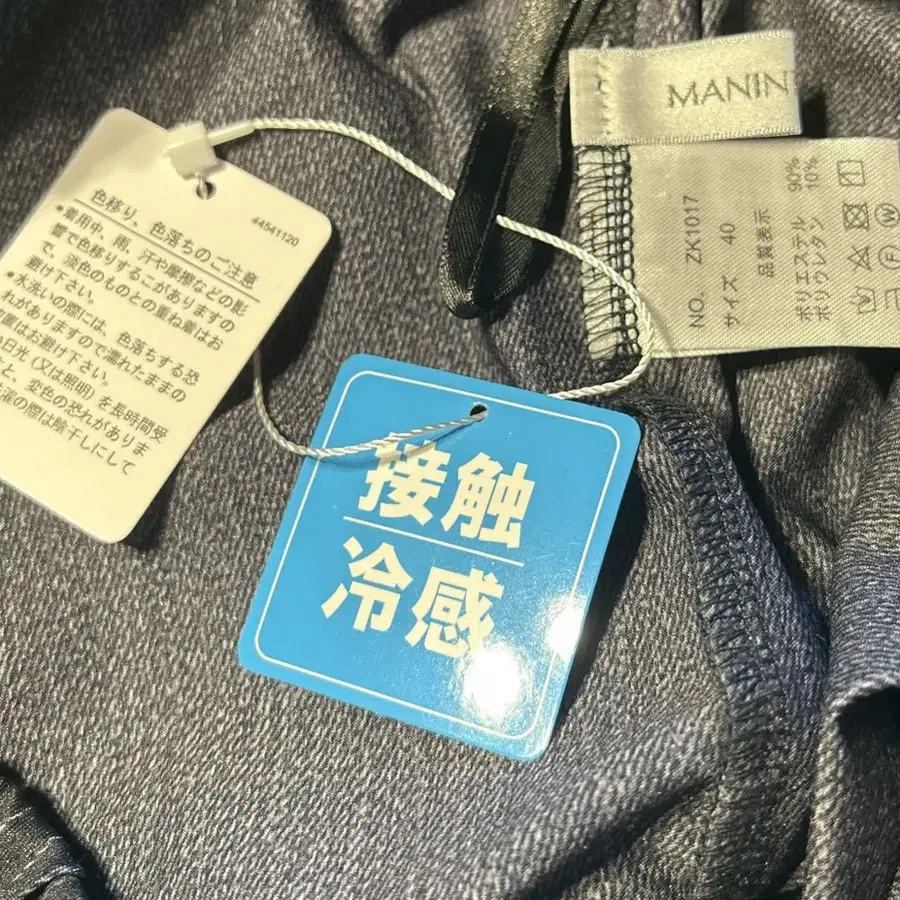 44541120
色移り、色落ちのご注意
•着用中、雨、汗や摩擦などの影
響で色移りすることがありますの
で、淡色のものとの重ね着はお
避け下さい。
•水洗いの際には、色落ちする恐
れがありますので濡れたままの
置はお避け下さい。
日光(又は照明)を長時間受
と、変色の恐れがありま
濯の際は陰干しにして
接触
冷感
MANIN
NO. ZK1017
サイズ 40
品質表示
ポリエステル 90%
ポリウレタン 10%